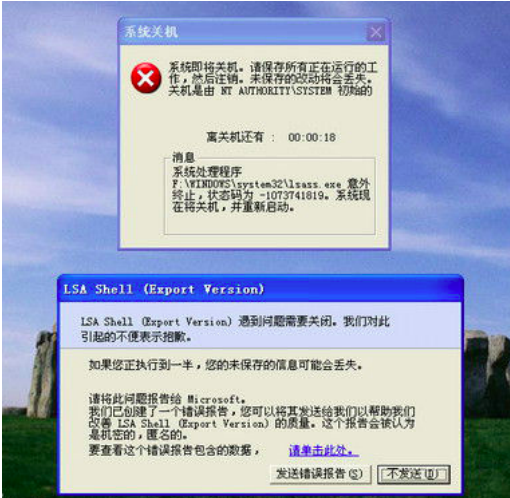 系统关机
系统即将关机。请保存所有正在运行的工
作，然后注销。未保存的改动将会丢失。
关机是由 NT AUTHORITY\SYSTEM 初始的
离关机还有 : 00:00:18
消息
系统处理程序
F:\WINDOWS\system32\lsass.exe 意外
终止，状态码为 -1073741819。系统现
在将关机，并重新启动。
LSA Shell (Export Version)
LSA Shell (Export Version) 遇到问题需要关闭。我们对此
引起的不便表示抱歉。
如果您正执行到一半，您的未保存的信息可能会丢失。
请将此问题报告给 Microsoft。
我们已创建了一个错误报告，您可以将其发送给我们以帮助我们
改善 LSA Shell (Export Version) 的质量。这个报告会被认为
是机密的，匿名的。
要查看这个错误报告包含的数据， 请单击此处。
发送错误报告(S) 不发送(D)